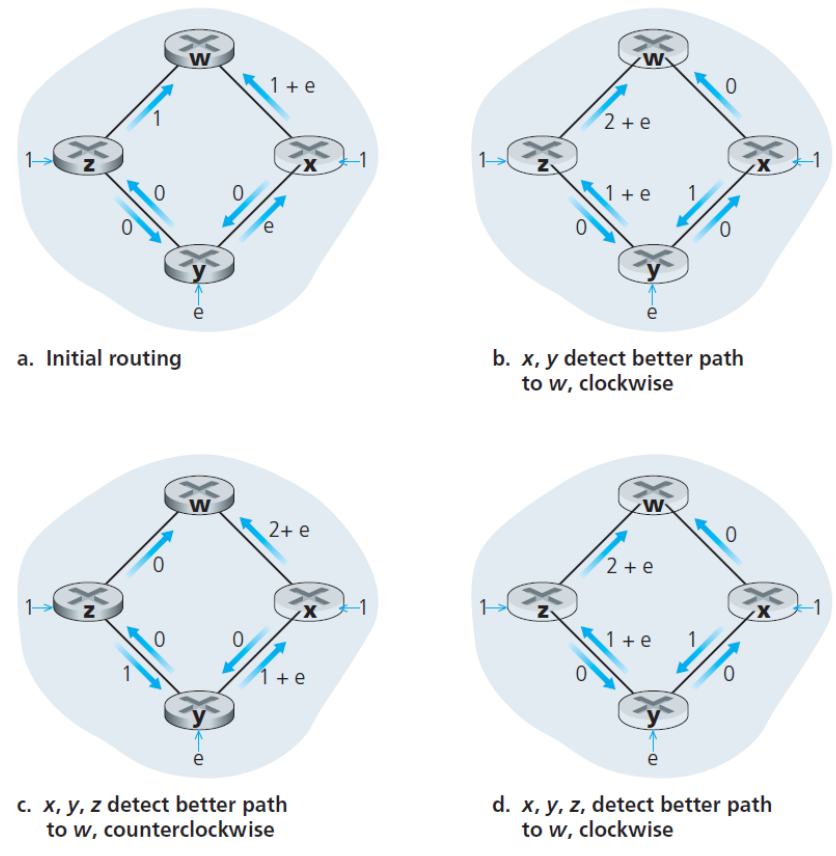 w
1 + e
1
1
z
x
1
0
0
0
e
y
e
a. Initial routing
w
0
2 + e
1
z
x
1
1 + e
1
0
0
y
e
b. x, y detect better path
to w, clockwise
w
2+ e
0
1
z
x
1
0
0
1
1 + e
y
e
c. x, y, z detect better path
to w, counterclockwise
w
0
2 + e
1
z
x
1
1 + e
1
0
0
y
e
d. x, y, z, detect better path
to w, clockwise